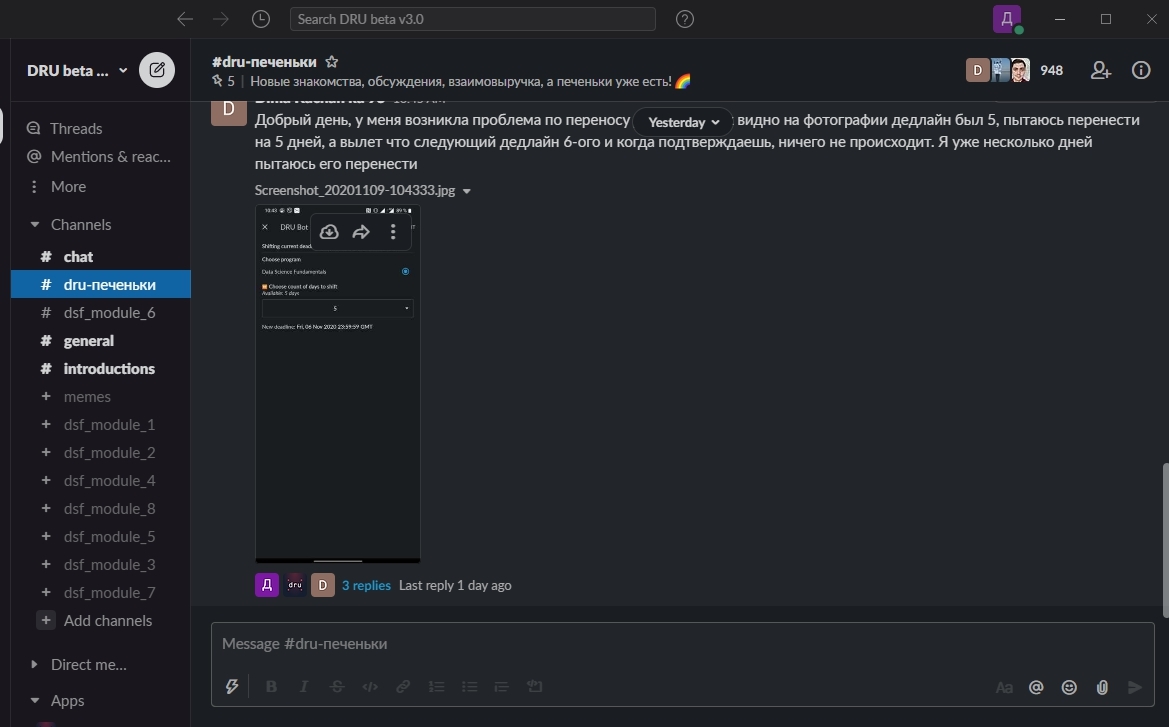 Search DRU beta v3.0
Д
DRU beta ...
#dru-печеньки
5 | Новые знакомства, обсуждения, взаимовыручка, а печеньки уже есть!
D
948
Threads
Mentions & reac...
More
Channels
# chat
# dru-печеньки
# dsf_module_6
# general
# introductions
+ memes
+ dsf_module_1
+ dsf_module_2
+ dsf_module_4
+ dsf_module_8
+ dsf_module_5
+ dsf_module_3
+ dsf_module_7
+ Add channels
Direct me...
Apps
D
Добрый день, у меня возникла проблема по переносу
Yesterday
видно на фотографии дедлайн был 5, пытаюсь перенести
на 5 дней, а вылет что следующий дедлайн 6-ого и когда подтверждаешь, ничего не происходит. Я уже несколько дней
пытаюсь его перенести
Screenshot_20201109-104333.jpg
10:43
89 %
DRU Bot
Shifting current dead
Choose program
Data Science Fundamentals
Choose count of days to shift
Available: 5 days
5
New deadline: Fri, 06 Nov 2020 23:59:59 GMT
Д dru D 3 replies Last reply 1 day ago
Message #dru-печеньки
B I S </>
Aa @